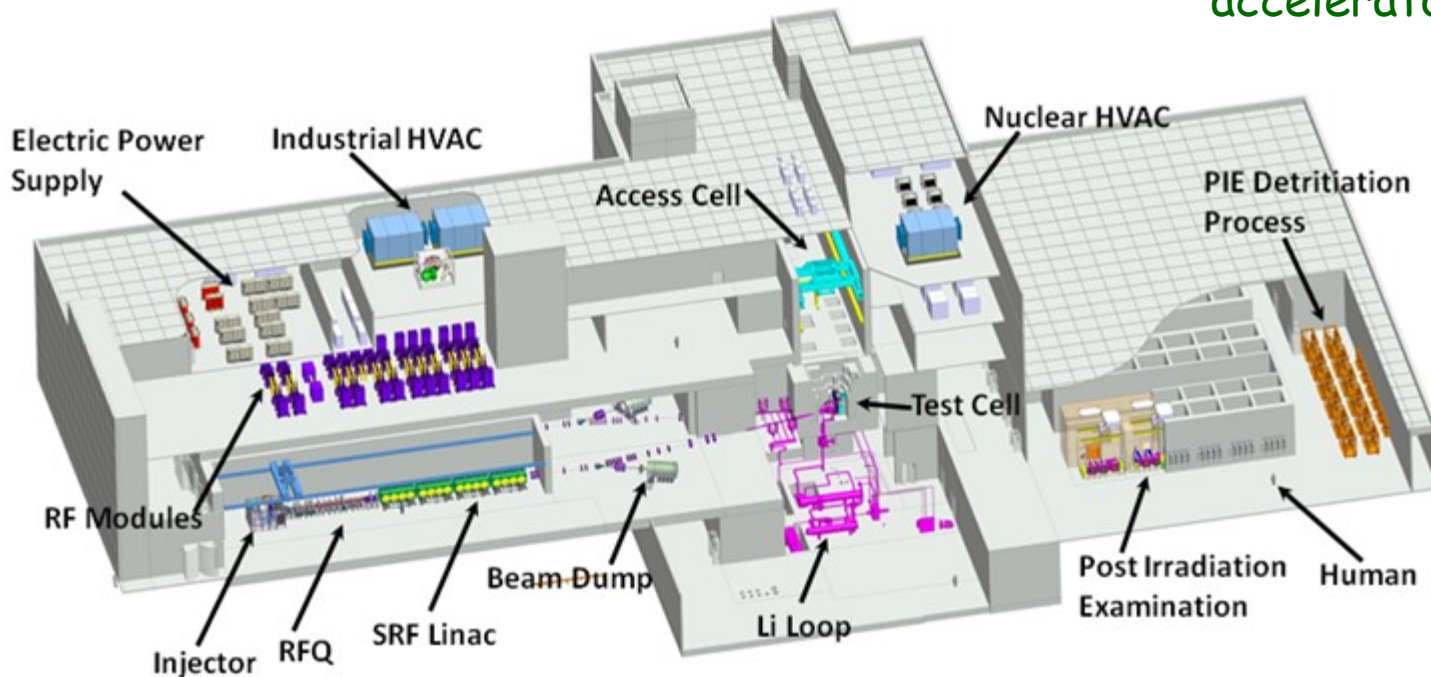 accelerato
Electric Power
Supply
Industrial HVAC
Nuclear HVAC
Access Cell
PIE Detritiation
Process
Test Cell
RF Modules
Beam Dump
Post Irradiation
Examination
Human
Li Loop
SRF Linac
RFQ
Injector